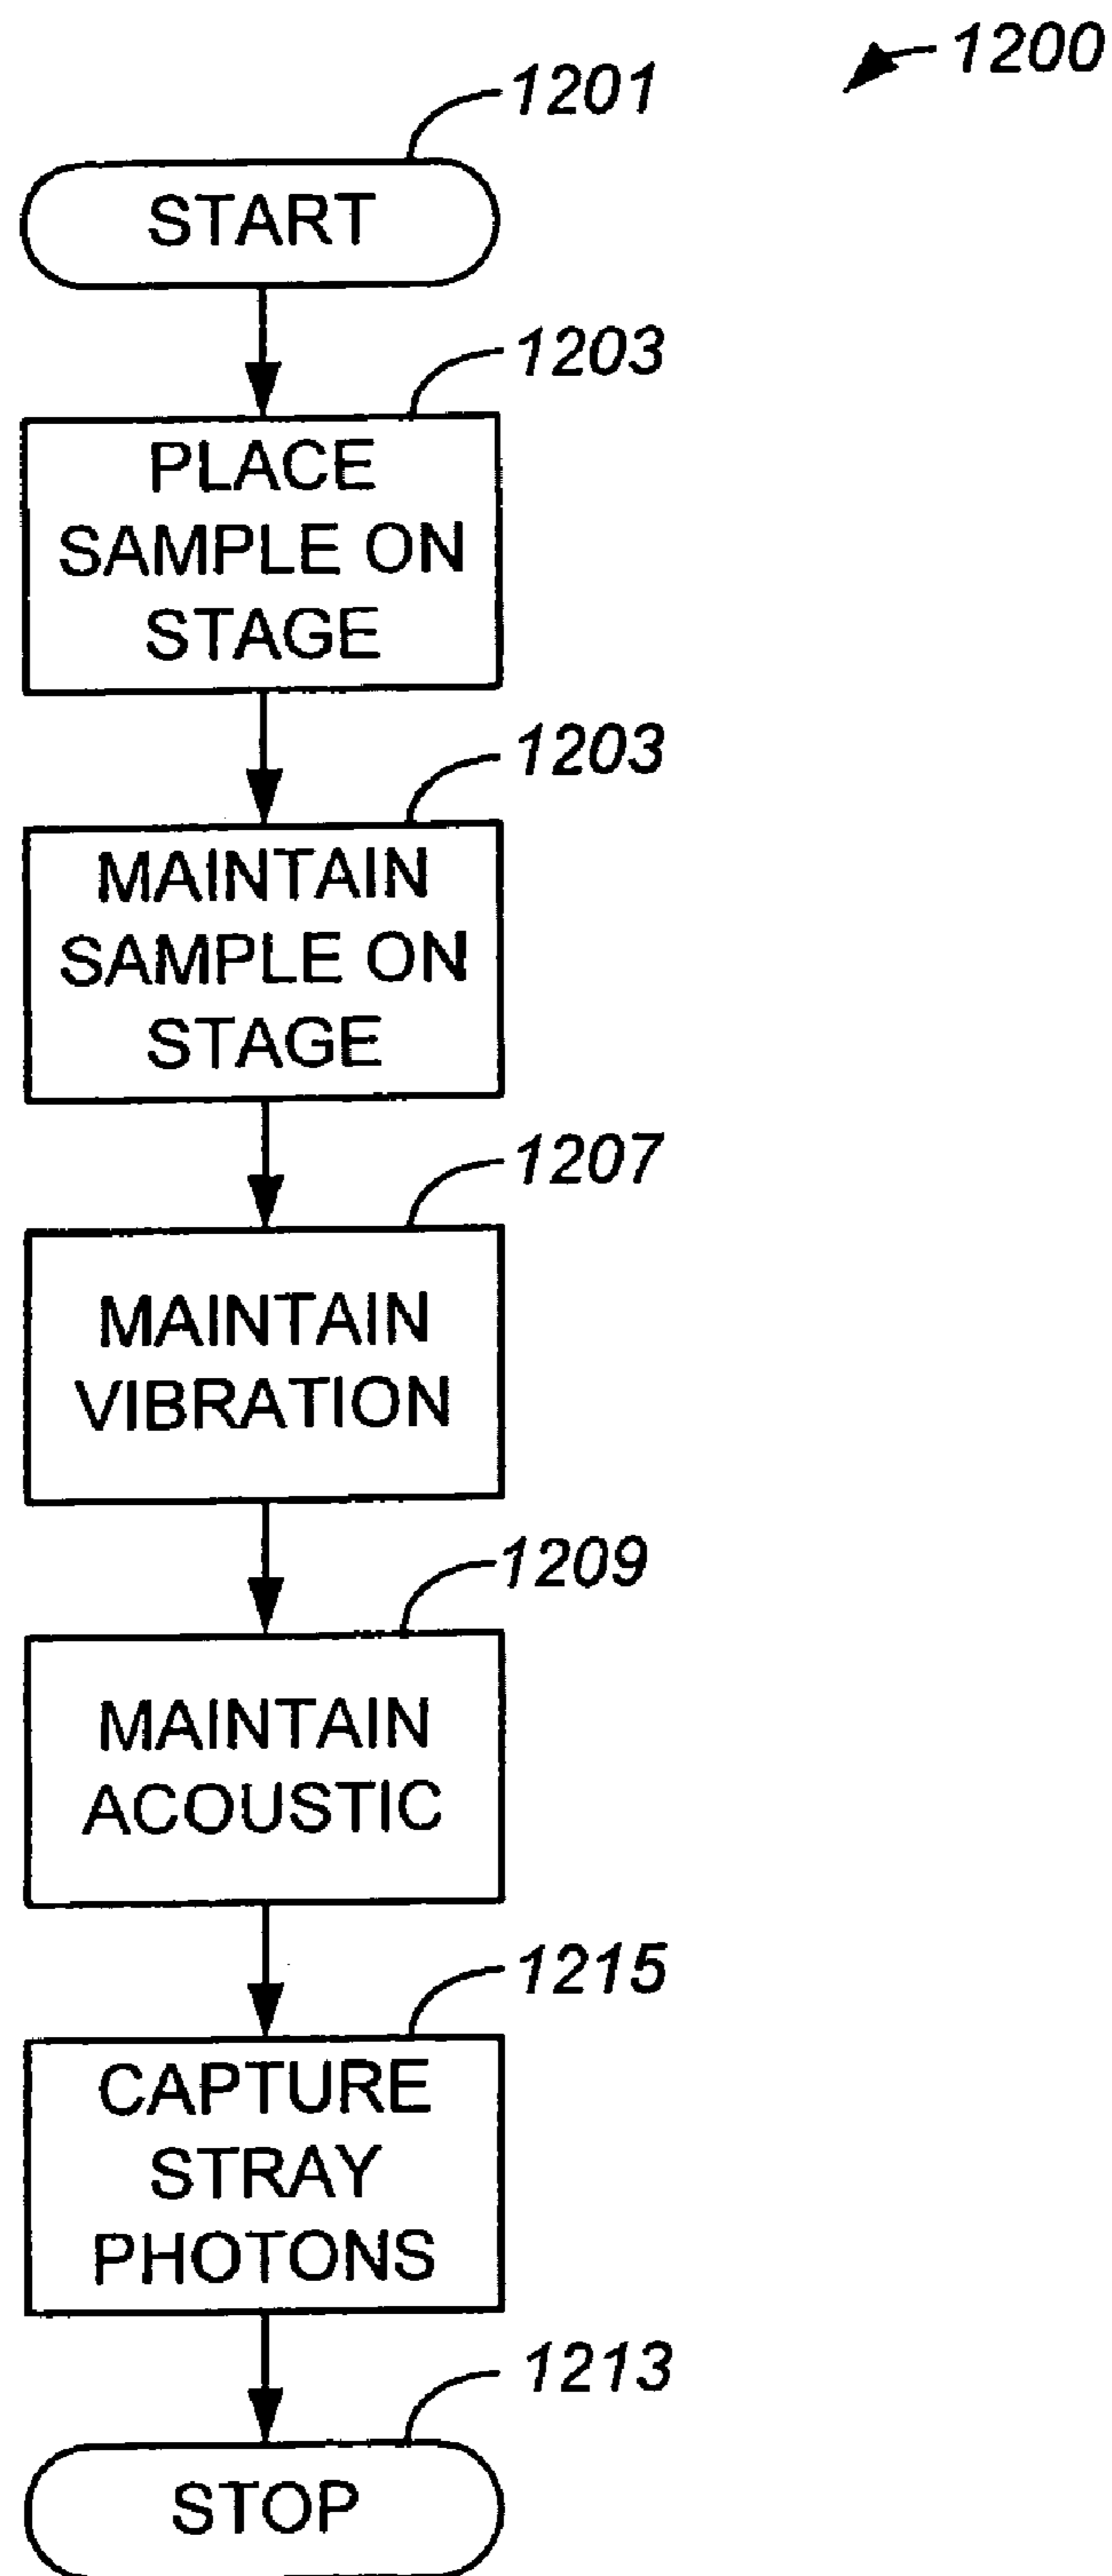 1200
1201
START
1203
PLACE
SAMPLE ON
STAGE
1203
MAINTAIN
SAMPLE ON
STAGE
1207
MAINTAIN
VIBRATION
1209
MAINTAIN
ACOUSTIC
1215
CAPTURE
STRAY
PHOTONS
1213
STOP